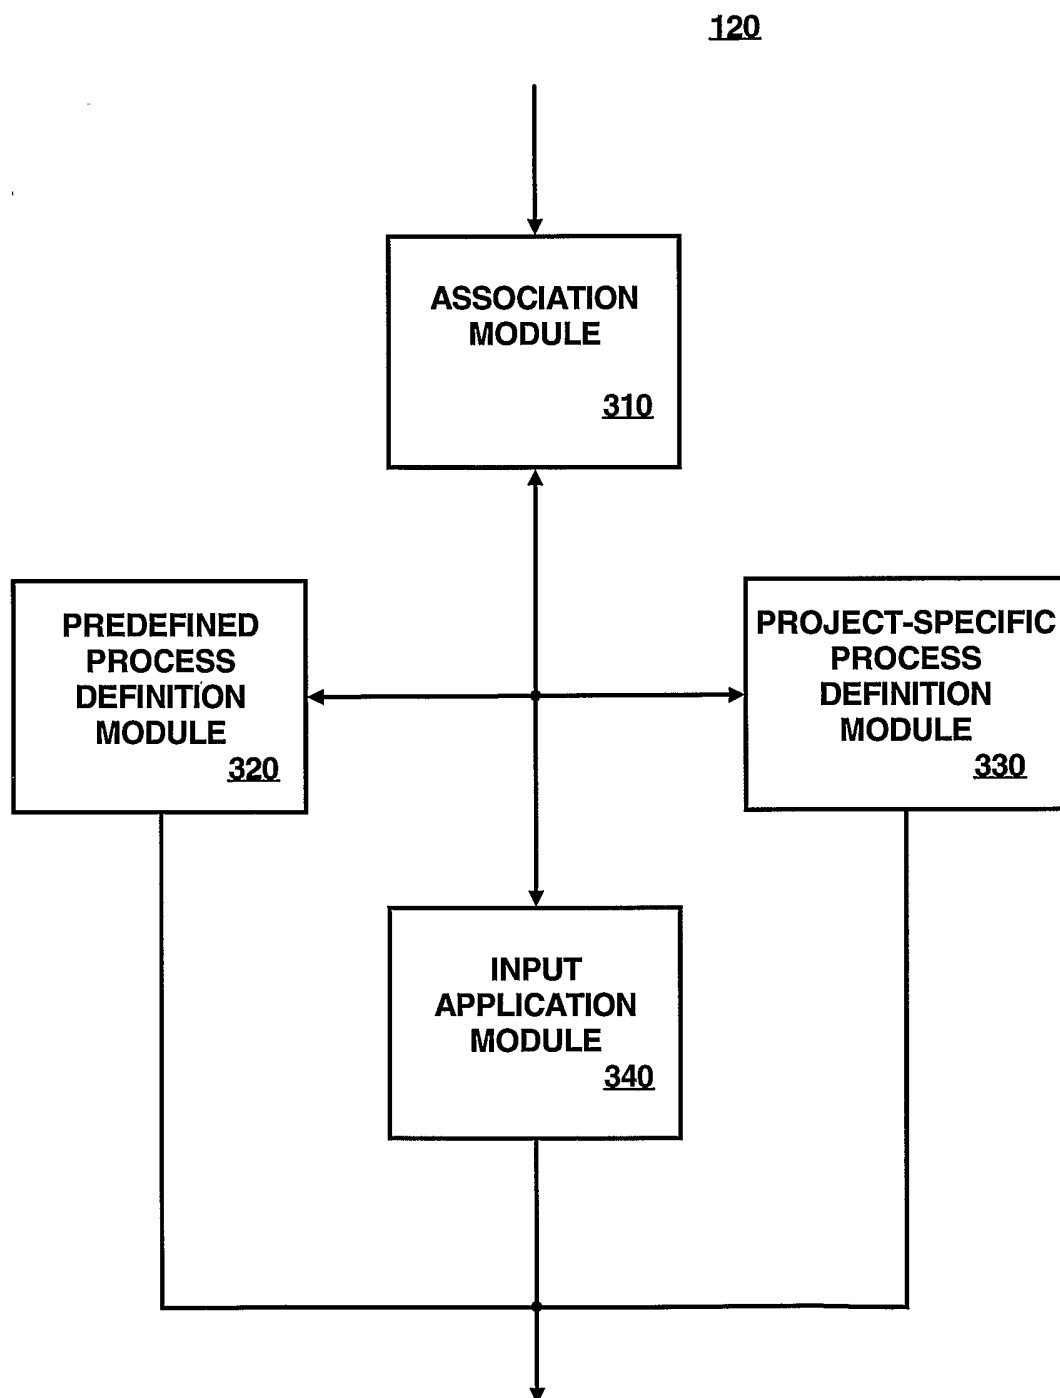 120
ASSOCIATION
MODULE
310
PREDEFINED
PROCESS
DEFINITION
MODULE
320
PROJECT-SPECIFIC
PROCESS
DEFINITION
MODULE
330
INPUT
APPLICATION
MODULE
340